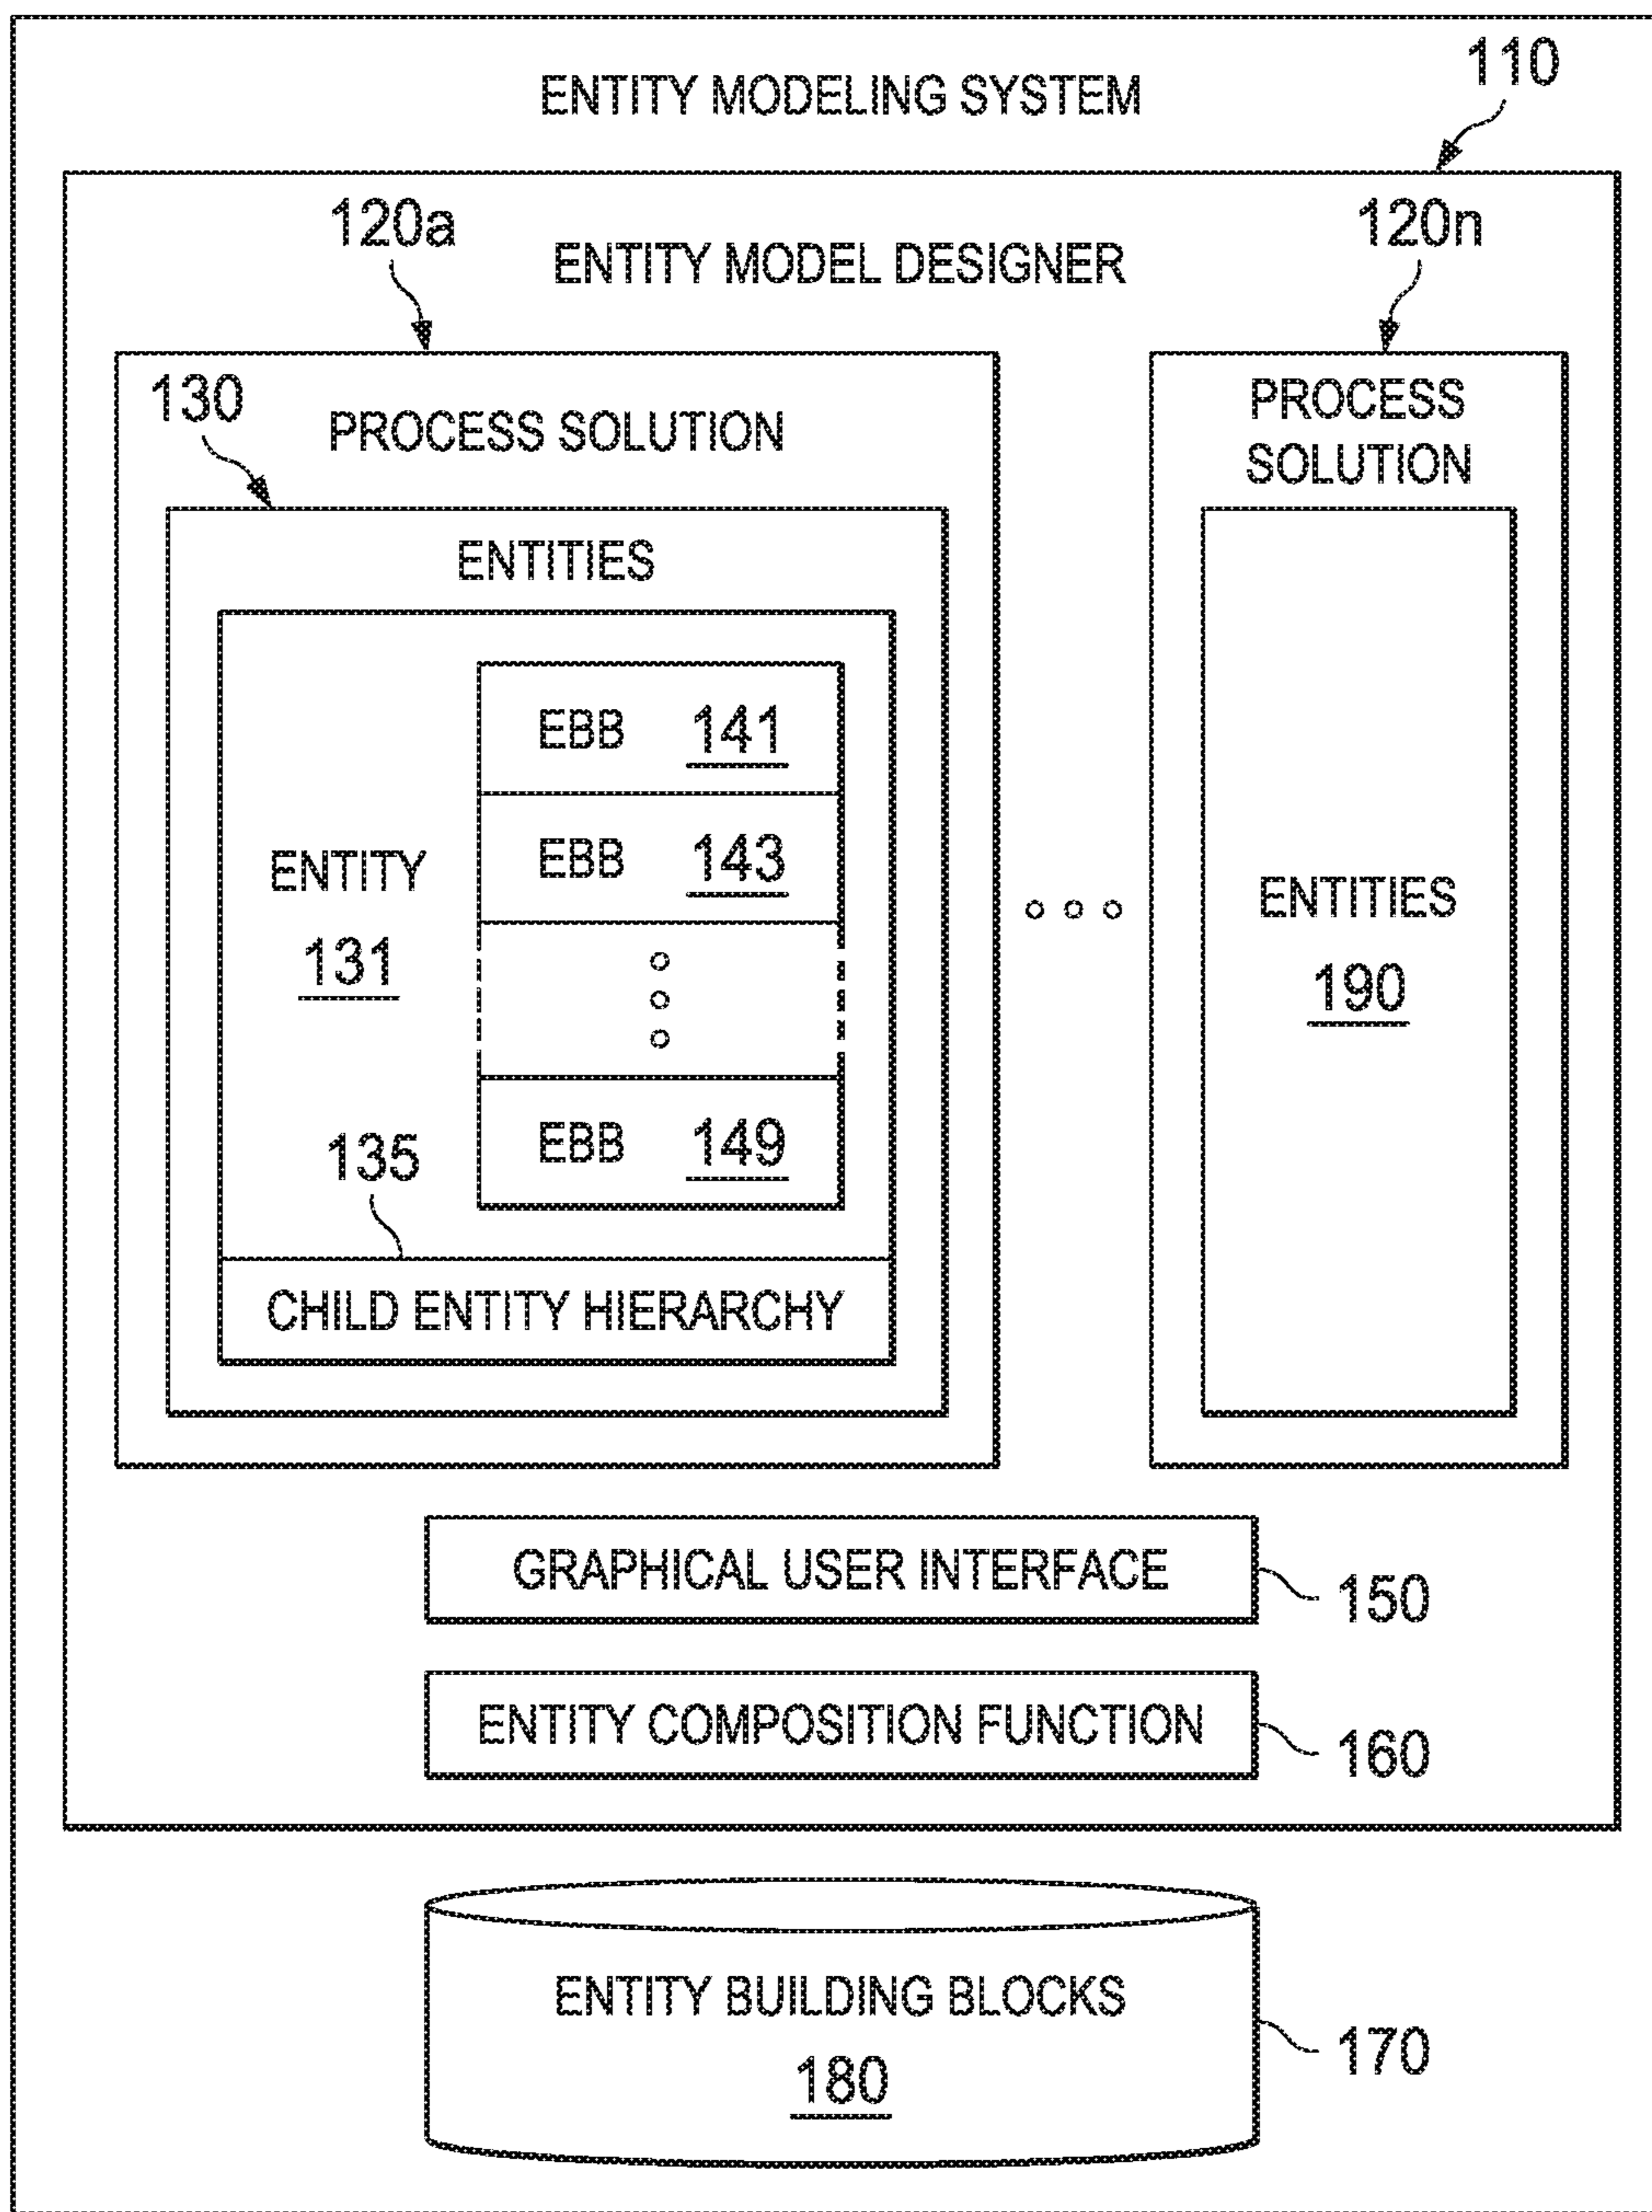 ENTITY MODELING SYSTEM
110
120a
ENTITY MODEL DESIGNER
120n
130
PROCESS SOLUTION
ENTITIES
EBB 141
EBB 143
ENTITY
131
EBB 149
135
CHILD ENTITY HIERARCHY
PROCESS
SOLUTION
ENTITIES
190
GRAPHICAL USER INTERFACE
150
ENTITY COMPOSITION FUNCTION
160
ENTITY BUILDING BLOCKS
180
170